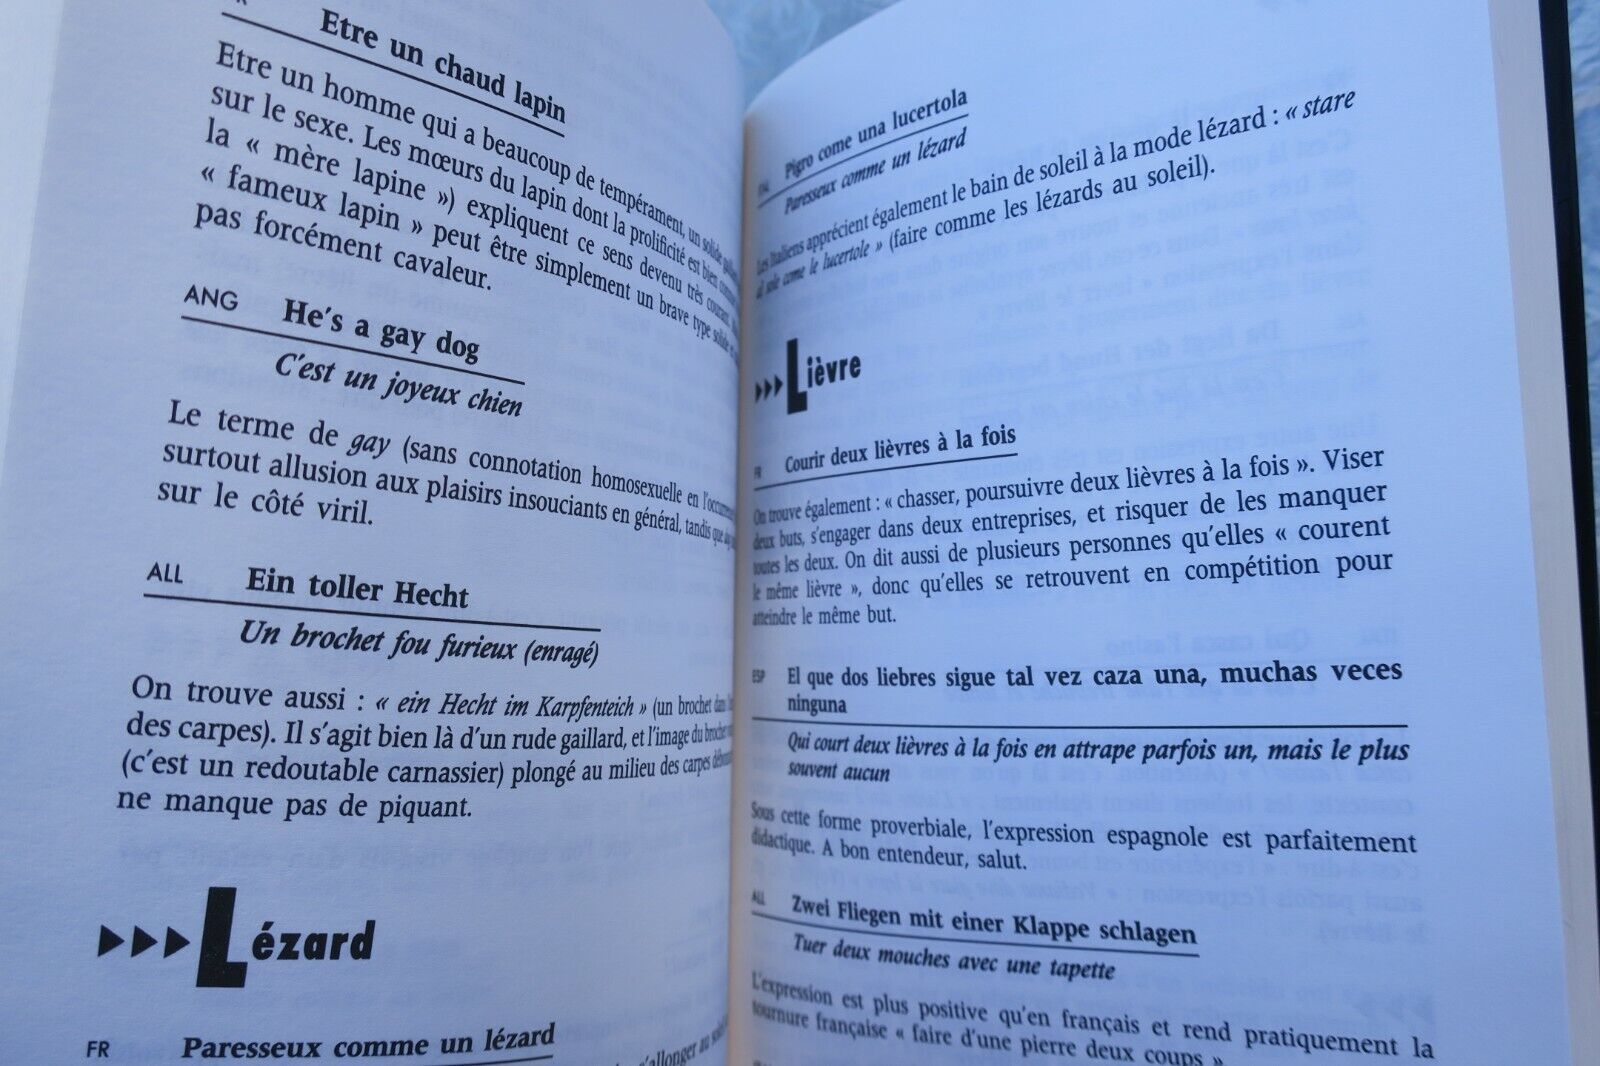 Etre un chaud lapin
Etre un homme qui a beaucoup de tempérament, un solide
sur le sexe. Les mœurs du lapin dont la prolificité est bien
la « mère lapine ») expliquent ce sens devenu très courant.
« fameux lapin » peut être simplement un brave type solide et
pas forcément cavaleur.
ANG He's a gay dog
C'est un joyeux chien
Le terme de gay (sans connotation homosexuelle en
surtout allusion aux plaisirs insouciants en général, tandis que
sur le côté viril.
ALL Ein toller Hecht
Un brochet fou furieux (enragé)
On trouve aussi : « ein Hecht im Karpfenteich » (un brochet dans
des carpes). Il s'agit bien là d'un rude gaillard, et l'image du brochet
(c'est un redoutable carnassier) plongé au milieu des carpes
ne manque pas de piquant.
Lézard
FR Paresseux comme un lézard
s'allonger au
ITAL Pigro come una lucertola
Paresseux comme un lézard
Les Italiens apprécient également le bain de soleil à la mode lézard : « stare
al sole come le lucertole » (faire comme les lézards au soleil).
Lièvre
FR Courir deux lièvres à la fois
On trouve également : « chasser, poursuivre deux lièvres à la fois ». Viser
deux buts, s'engager dans deux entreprises, et risquer de les manquer
toutes les deux. On dit aussi de plusieurs personnes qu'elles « courent
le même lièvre », donc qu'elles se retrouvent en compétition pour
atteindre le même but.
ESP El que dos liebres sigue tal vez caza una, muchas veces
ninguna
Qui court deux lièvres à la fois en attrape parfois un, mais le plus
souvent aucun
Sous cette forme proverbiale, l'expression espagnole est parfaitement
didactique. A bon entendeur, salut.
ALL Zwei Fliegen mit einer Klappe schlagen
Tuer deux mouches avec une tapette
L'expression est plus positive qu'en français et rend pratiquement la
tournure française « faire d'une pierre deux coups »